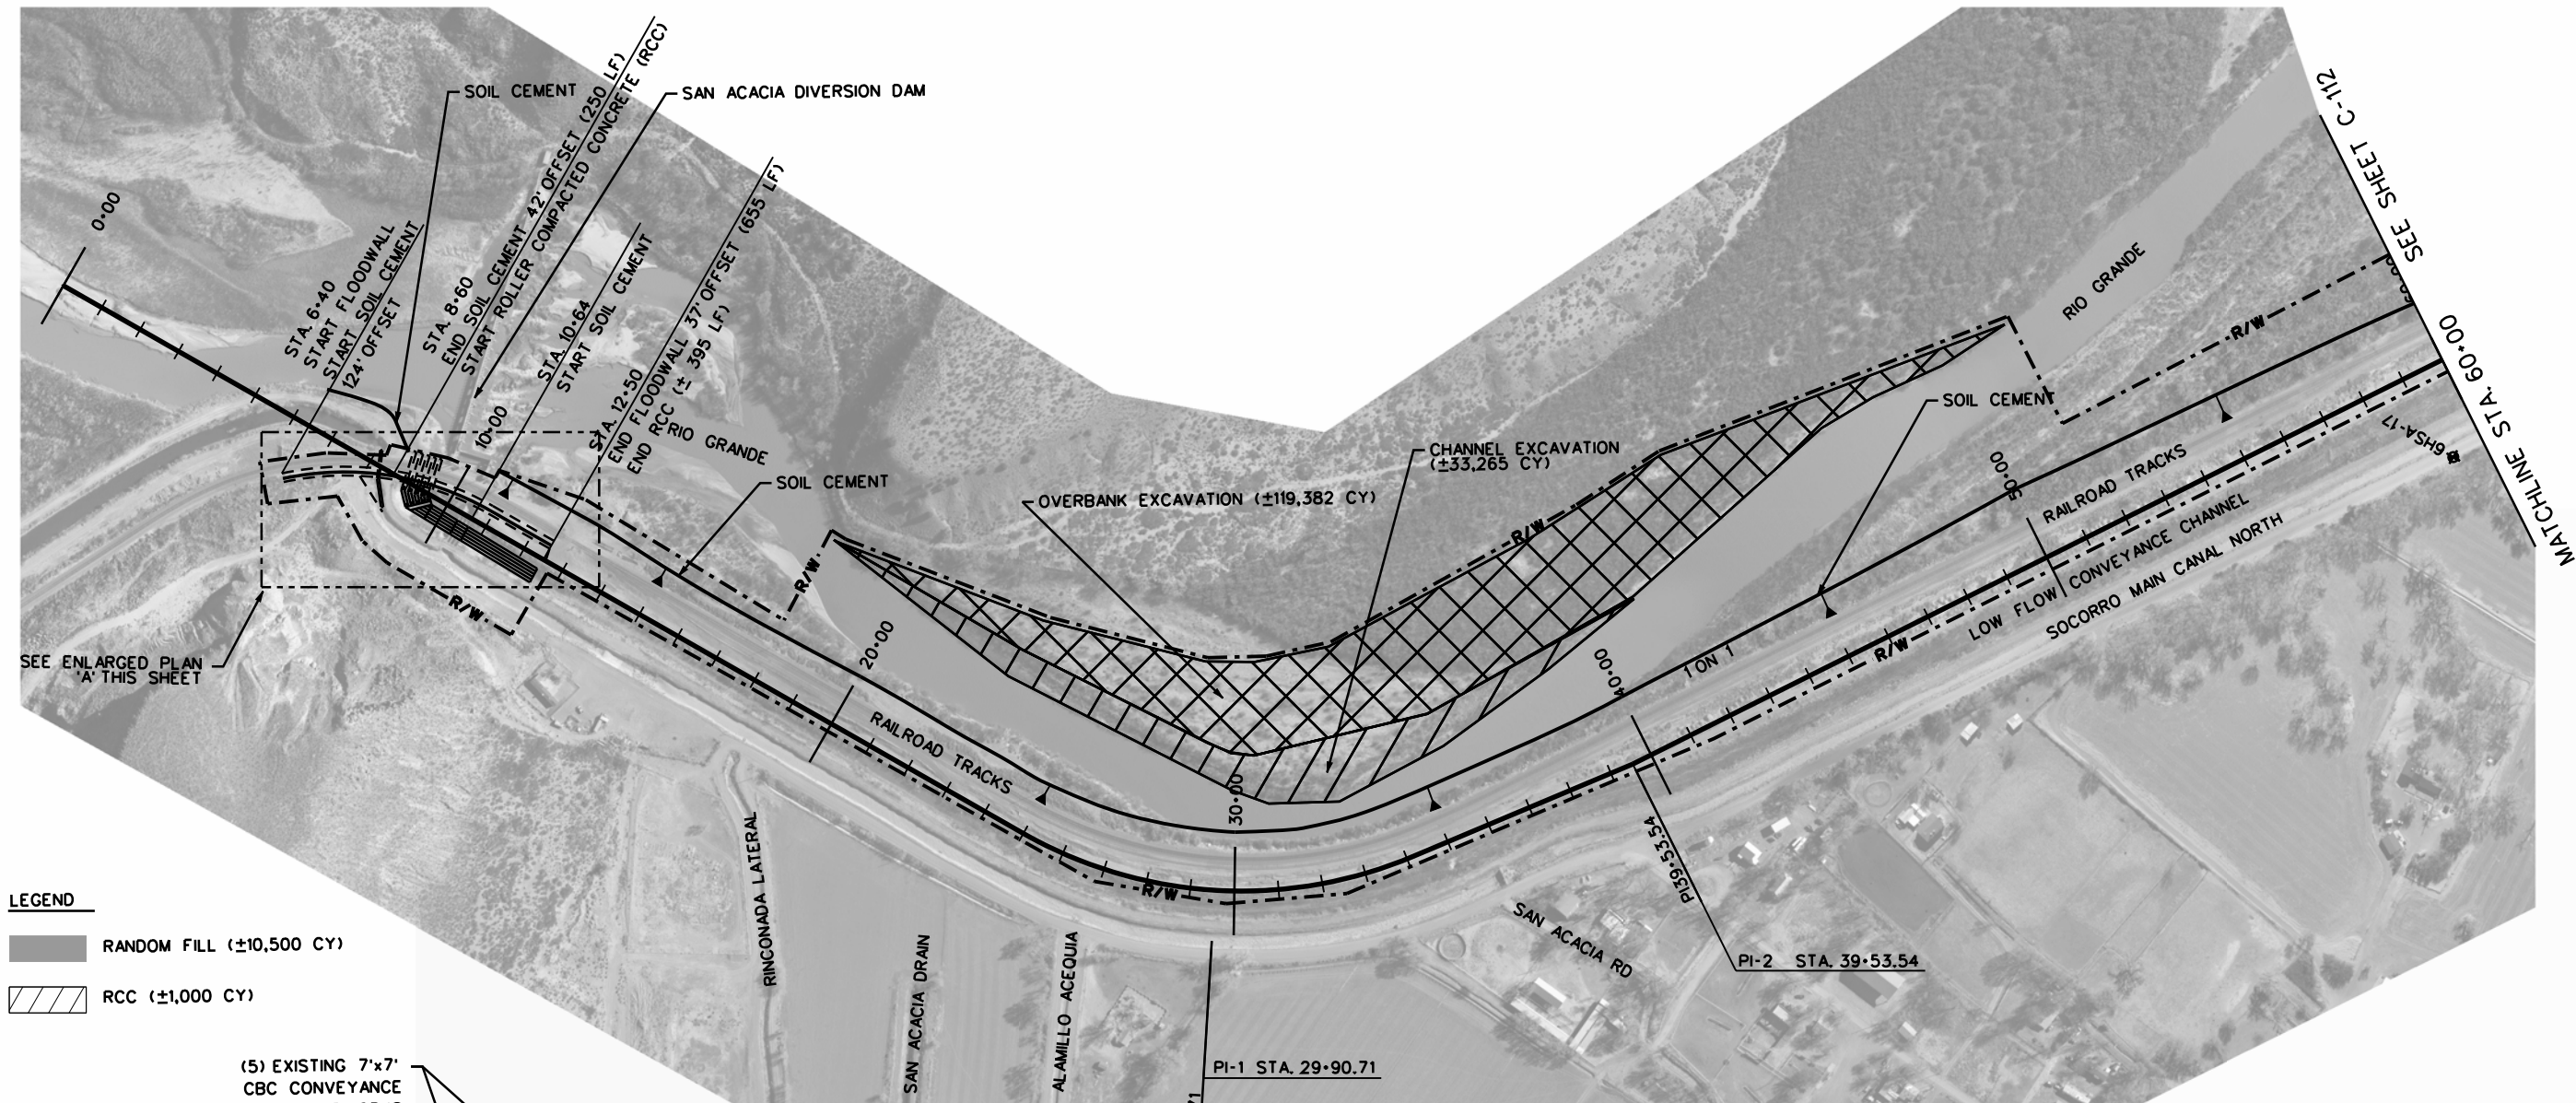 SOIL CEMENT
SAN ACACIA DIVERSION DAM
0+00
STA. 6+40
START FLOODWALL
START SOIL CEMENT
124' OFFSET
STA. 8+60
END SOIL CEMENT 42' OFFSET (250 LF)
START ROLLER COMPACTED CONCRETE (RCC)
10+00
STA. 10+64
START SOIL CEMENT
STA. 12+50
END FLOODWALL 37' OFFSET (655 LF)
END RCC (± 395 LF)
RIO GRANDE
SOIL CEMENT
R/W
R/W
SEE ENLARGED PLAN
'A' THIS SHEET
20+00
RAILROAD TRACKS
OVERBANK EXCAVATION (±119,382 CY)
CHANNEL EXCAVATION
(±33,265 CY)
R/W
30+00
R/W
SOIL CEMENT
RIO GRANDE
R/W
40+00
1 ON 1
R/W
50+00
RAILROAD TRACKS
LOW FLOW CONVEYANCE CHANNEL
SOCORRO MAIN CANAL NORTH
6HSA-17
SEE SHEET C-112
MATCHLINE STA. 60+00
PI39+53.54
PI-2 STA. 39+53.54
SAN ACACIA RD
PI-1 STA. 29+90.71
RINCONADA LATERAL
SAN ACACIA DRAIN
ALAMILLO ACEQUIA
LEGEND
RANDOM FILL (±10,500 CY)
RCC (±1,000 CY)
(5) EXISTING 7'x7'
CBC CONVEYANCE